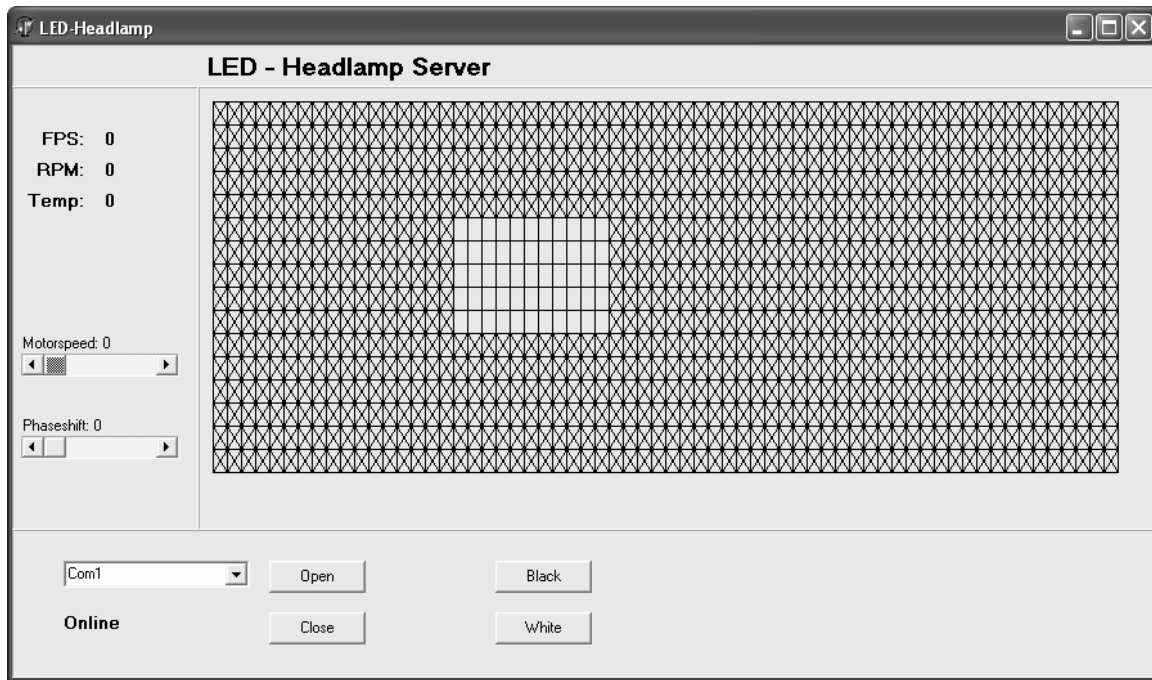 LED-Headlamp
LED - Headlamp Server
FPS: 0
RPM: 0
Temp: 0
Motorspeed: 0
Phaseshift: 0
Com1
Open
Black
Online
Close
White